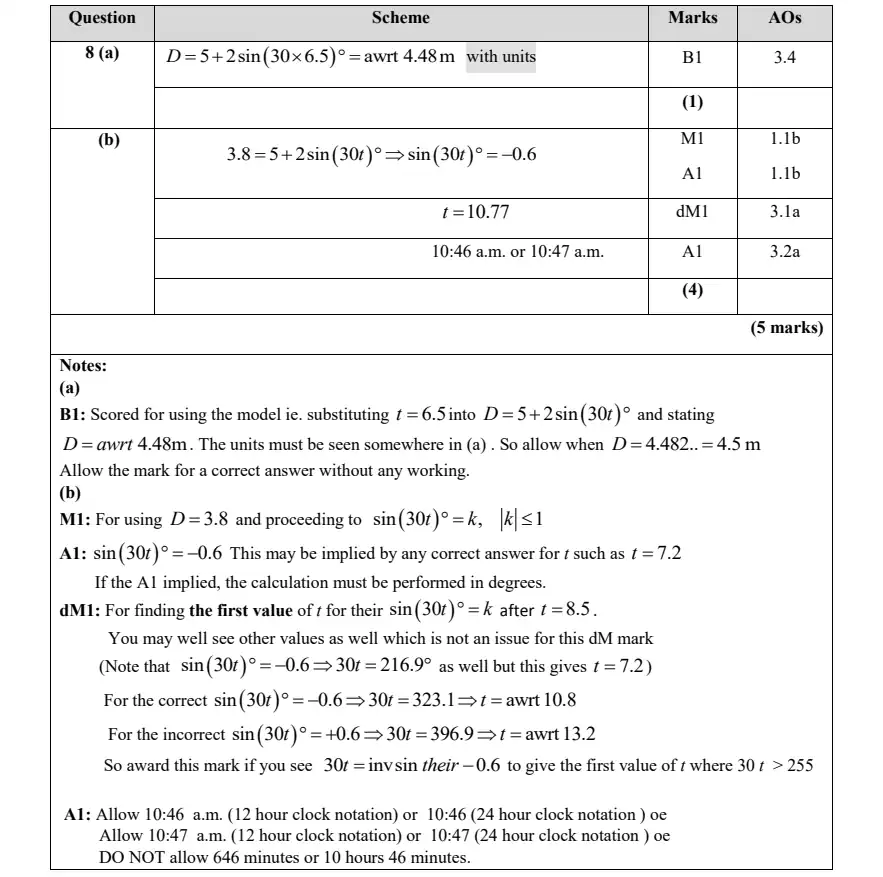 Question Scheme Marks AOs
8 (a) D = 5 + 2sin(30×6.5)° = awrt 4.48m with units B1 3.4
(1)
(b) 3.8 = 5 + 2sin(30t)° ⇒ sin(30t)° = −0.6 M1 1.1b
A1 1.1b
t = 10.77 dM1 3.1a
10:46 a.m. or 10:47 a.m. A1 3.2a
(4)
(5 marks)
Notes:
(a)
B1: Scored for using the model ie. substituting t = 6.5 into D = 5 + 2sin(30t)° and stating
D = awrt 4.48m. The units must be seen somewhere in (a) . So allow when D = 4.482.. = 4.5 m
Allow the mark for a correct answer without any working.
(b)
M1: For using D = 3.8 and proceeding to sin(30t)° = k, |k| ≤ 1
A1: sin(30t)° = −0.6 This may be implied by any correct answer for t such as t = 7.2
If the A1 implied, the calculation must be performed in degrees.
dM1: For finding the first value of t for their sin(30t)° = k after t = 8.5.
You may well see other values as well which is not an issue for this dM mark
(Note that sin(30t)° = −0.6 ⇒ 30t = 216.9° as well but this gives t = 7.2)
For the correct sin(30t)° = −0.6 ⇒ 30t = 323.1 ⇒ t = awrt 10.8
For the incorrect sin(30t)° = +0.6 ⇒ 30t = 396.9 ⇒ t = awrt 13.2
So award this mark if you see 30t = invsin their − 0.6 to give the first value of t where 30 t > 255
A1: Allow 10:46 a.m. (12 hour clock notation) or 10:46 (24 hour clock notation ) oe
Allow 10:47 a.m. (12 hour clock notation) or 10:47 (24 hour clock notation ) oe
DO NOT allow 646 minutes or 10 hours 46 minutes.